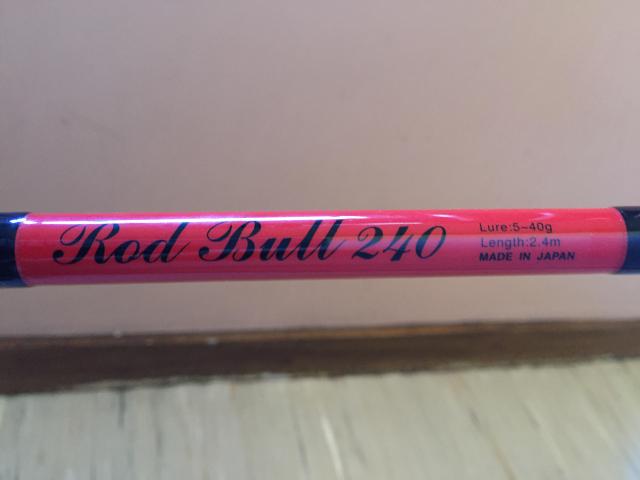 Rod Bull 240
Lure:5~40g
Length:2.4m
MADE IN JAPAN